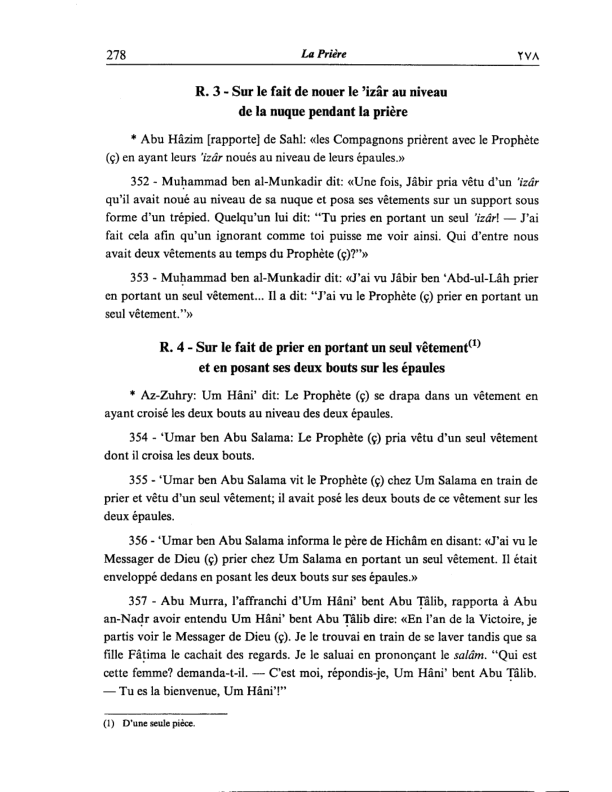 278 La Prière ٢٧٨
R. 3 - Sur le fait de nouer le ’izâr au niveau
de la nuque pendant la prière
* Abu Hâzim [rapporte] de Sahl: «les Compagnons prièrent avec le Prophète
(ç) en ayant leurs ’izâr noués au niveau de leurs épaules.»
352 - Muḥammad ben al-Munkadir dit: «Une fois, Jâbir pria vêtu d’un ’izâr
qu’il avait noué au niveau de sa nuque et posa ses vêtements sur un support sous
forme d’un trépied. Quelqu’un lui dit: “Tu pries en portant un seul ’izâr! — J’ai
fait cela afin qu’un ignorant comme toi puisse me voir ainsi. Qui d’entre nous
avait deux vêtements au temps du Prophète (ç)?”»
353 - Muḥammad ben al-Munkadir dit: «J’ai vu Jâbir ben ‘Abd-ul-Lâh prier
en portant un seul vêtement... Il a dit: “J’ai vu le Prophète (ç) prier en portant un
seul vêtement.”»
R. 4 - Sur le fait de prier en portant un seul vêtement(1)
et en posant ses deux bouts sur les épaules
* Az-Zuhry: Um Hâni’ dit: Le Prophète (ç) se drapa dans un vêtement en
ayant croisé les deux bouts au niveau des deux épaules.
354 - ‘Umar ben Abu Salama: Le Prophète (ç) pria vêtu d’un seul vêtement
dont il croisa les deux bouts.
355 - ‘Umar ben Abu Salama vit le Prophète (ç) chez Um Salama en train de
prier et vêtu d’un seul vêtement; il avait posé les deux bouts de ce vêtement sur les
deux épaules.
356 - ‘Umar ben Abu Salama informa le père de Hichâm en disant: «J’ai vu le
Messager de Dieu (ç) prier chez Um Salama en portant un seul vêtement. Il était
enveloppé dedans en posant les deux bouts sur ses épaules.»
357 - Abu Murra, l’affranchi d’Um Hâni’ bent Abu Ṭâlib, rapporta à Abu
an-Naḍr avoir entendu Um Hâni’ bent Abu Ṭâlib dire: «En l’an de la Victoire, je
partis voir le Messager de Dieu (ç). Je le trouvai en train de se laver tandis que sa
fille Fâṭima le cachait des regards. Je le saluai en prononçant le salâm. “Qui est
cette femme? demanda-t-il. — C’est moi, répondis-je, Um Hâni’ bent Abu Ṭâlib.
— Tu es la bienvenue, Um Hâni’!”
(1) D’une seule pièce.